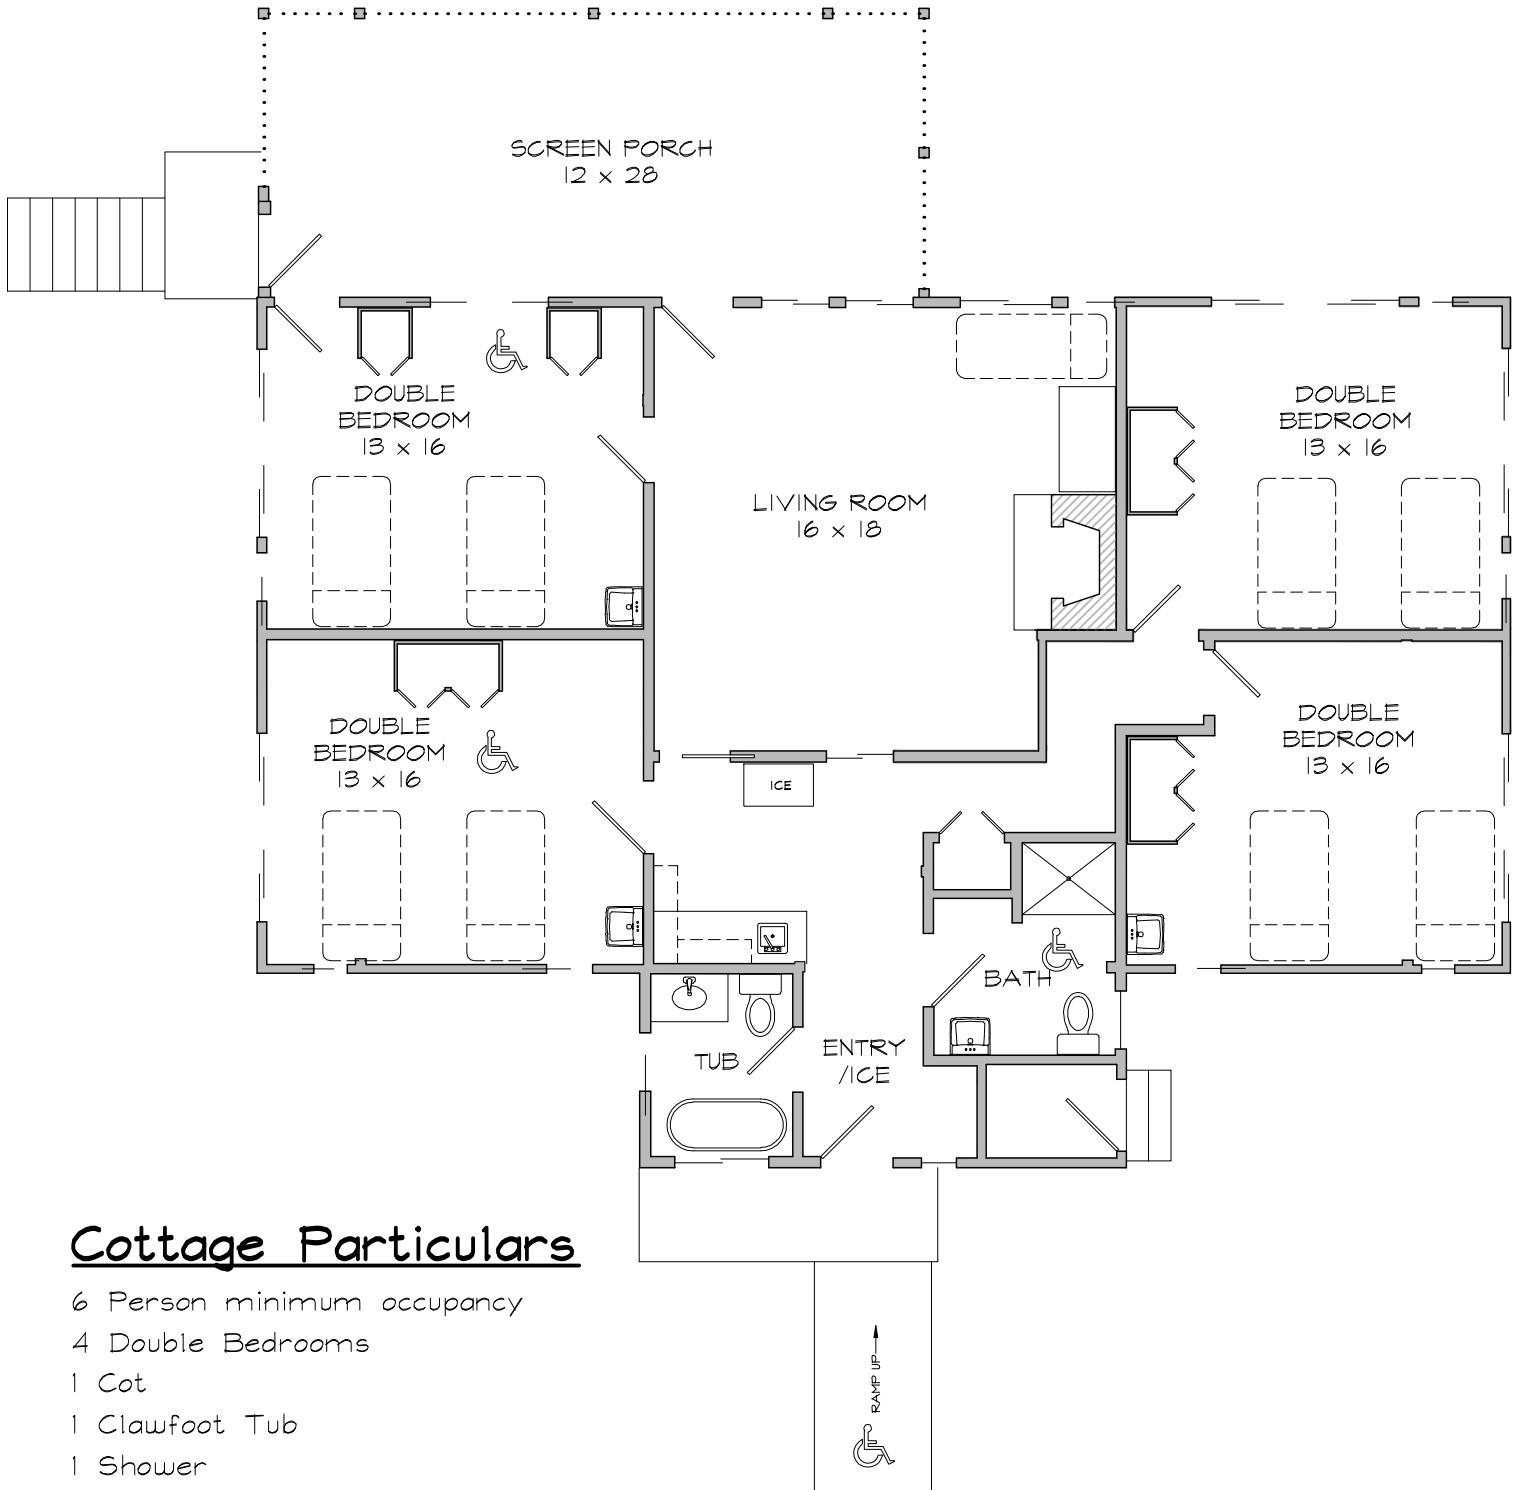 SCREEN PORCH
12 x 28
DOUBLE
BEDROOM
13 x 16
LIVING ROOM
16 x 18
DOUBLE
BEDROOM
13 x 16
DOUBLE
BEDROOM
13 x 16
ICE
DOUBLE
BEDROOM
13 x 16
BATH
TUB
ENTRY
/ICE
RAMP UP
Cottage Particulars
6 Person minimum occupancy
4 Double Bedrooms
1 Cot
1 Clawfoot Tub
1 Shower